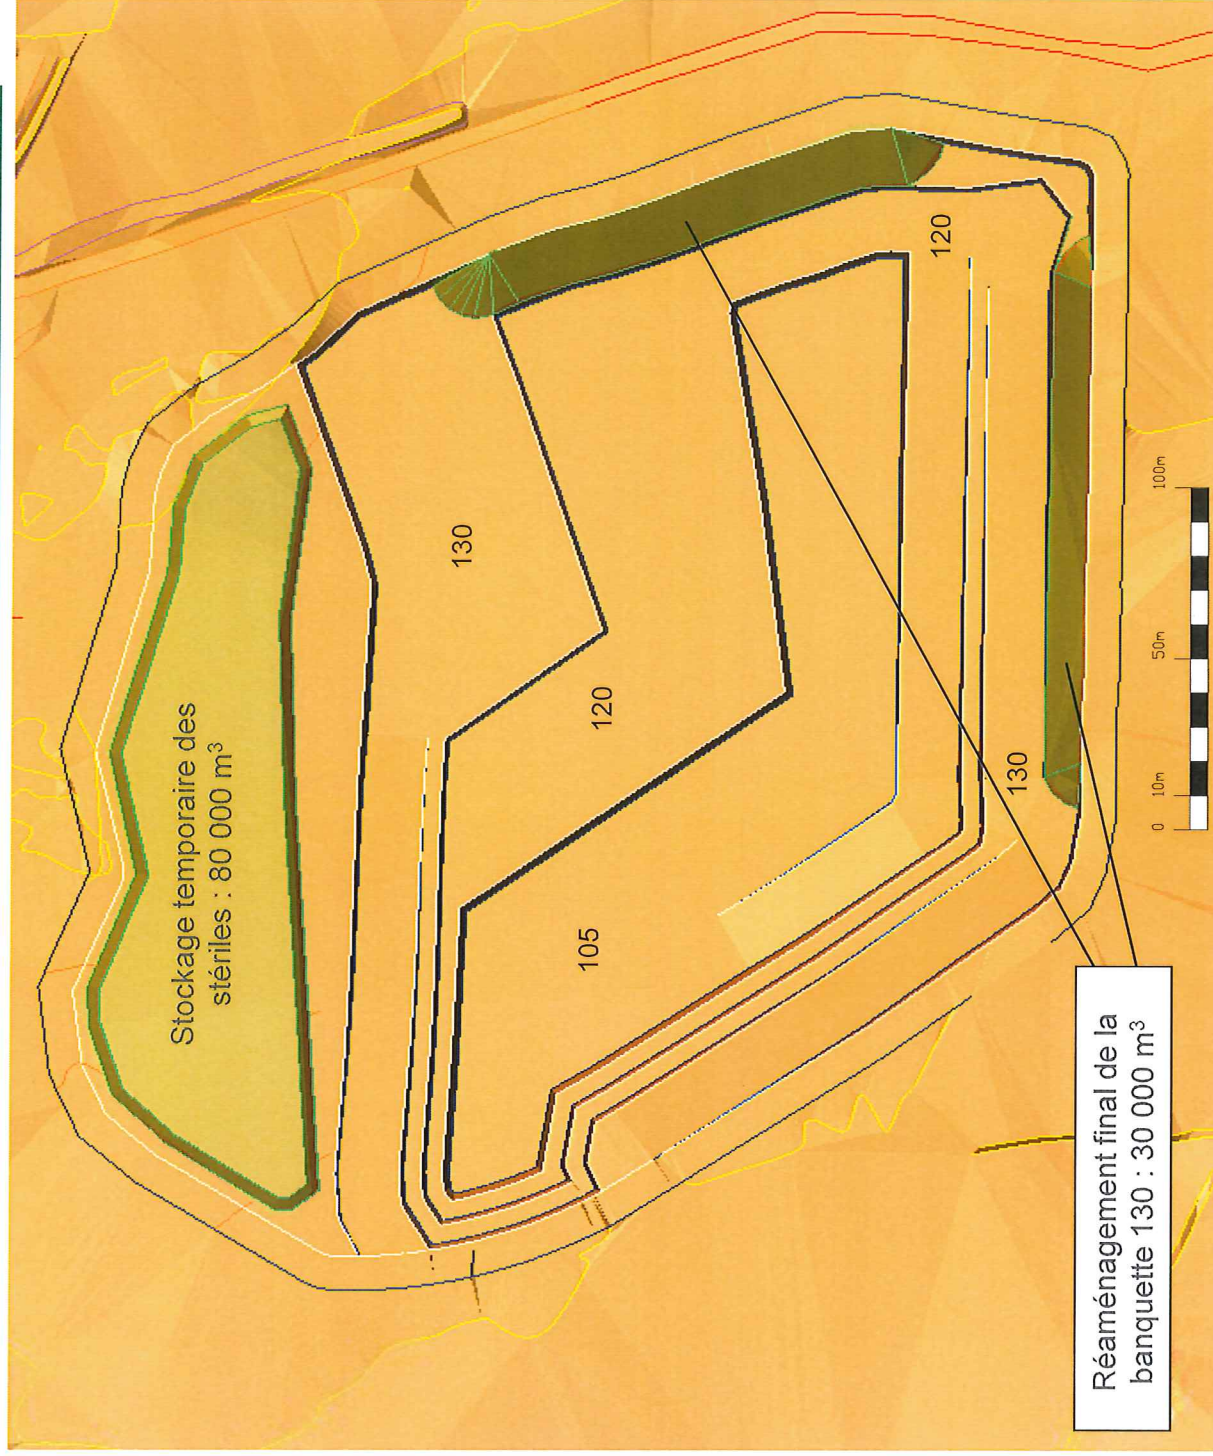 Stockage temporaire des
stériles : 80 000 m³
130
120
105
120
130
0
10m
50m
100m
Réaménagement final de la
banquette 130 : 30 000 m³